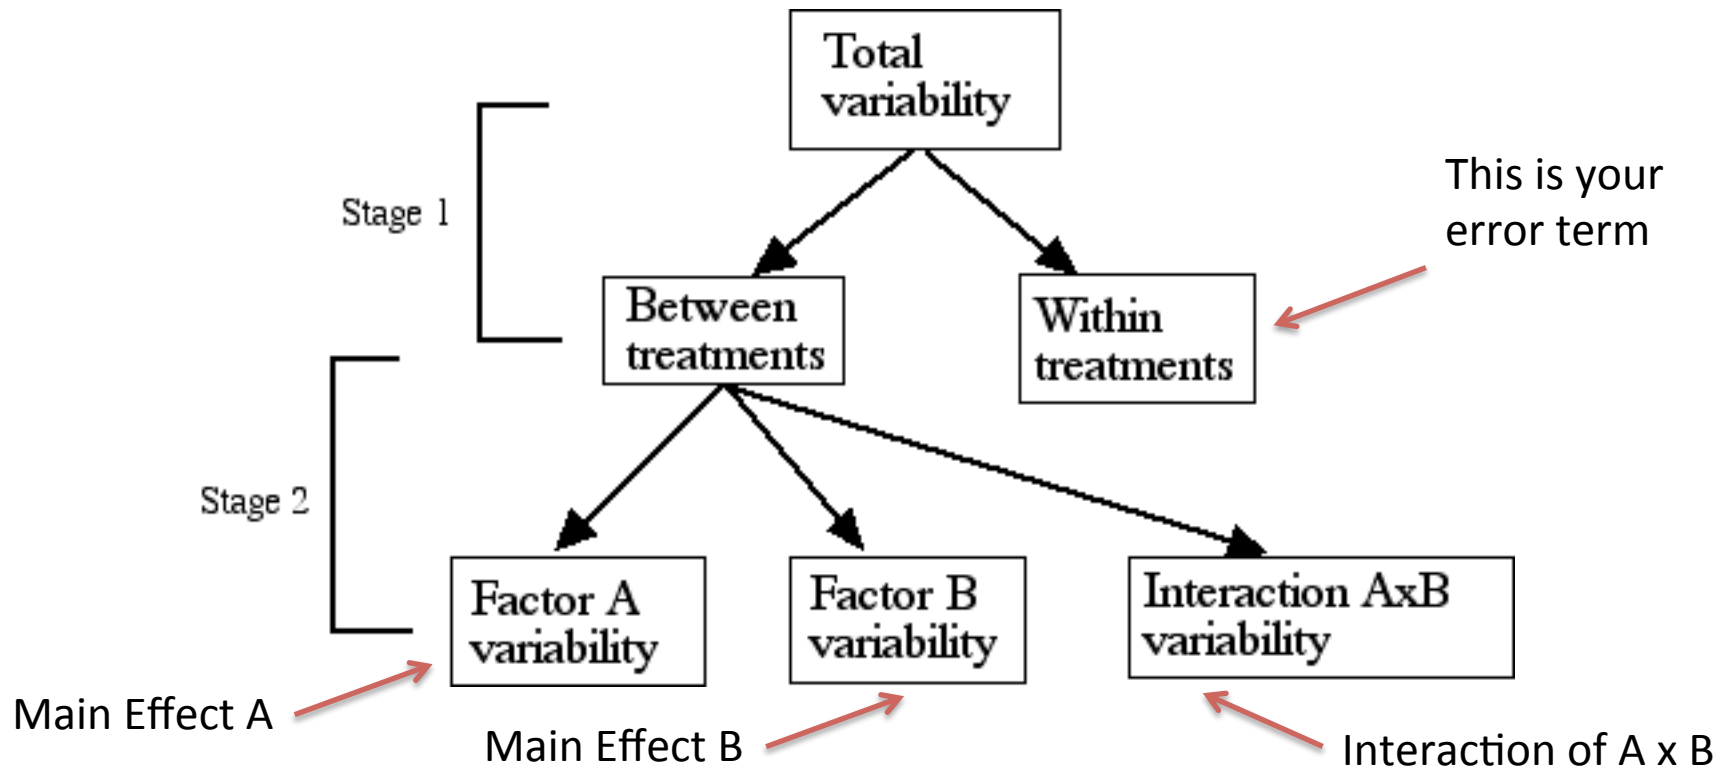 Total
variability
This is your
error term
Stage 1
Between
treatments
Within
treatments
Stage 2
Factor A
variability
Factor B
variability
Interaction AxB
variability
Main Effect A
Main Effect B
Interaction of A x B